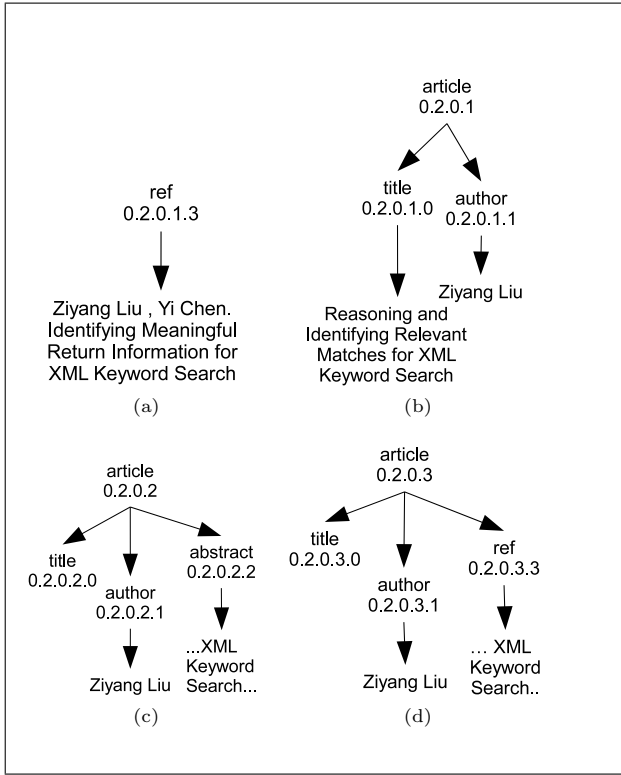 ref
0.2.0.1.3
Ziyang Liu , Yi Chen.
Identifying Meaningful
Return Information for
XML Keyword Search
(a)
article
0.2.0.1
title
0.2.0.1.0
author
0.2.0.1.1
Reasoning and
Identifying Relevant
Matches for XML
Keyword Search
Ziyang Liu
(b)
article
0.2.0.2
title
0.2.0.2.0
author
0.2.0.2.1
abstract
0.2.0.2.2
Ziyang Liu
...XML
Keyword
Search...
(c)
article
0.2.0.3
title
0.2.0.3.0
author
0.2.0.3.1
ref
0.2.0.3.3
Ziyang Liu
... XML
Keyword
Search..
(d)